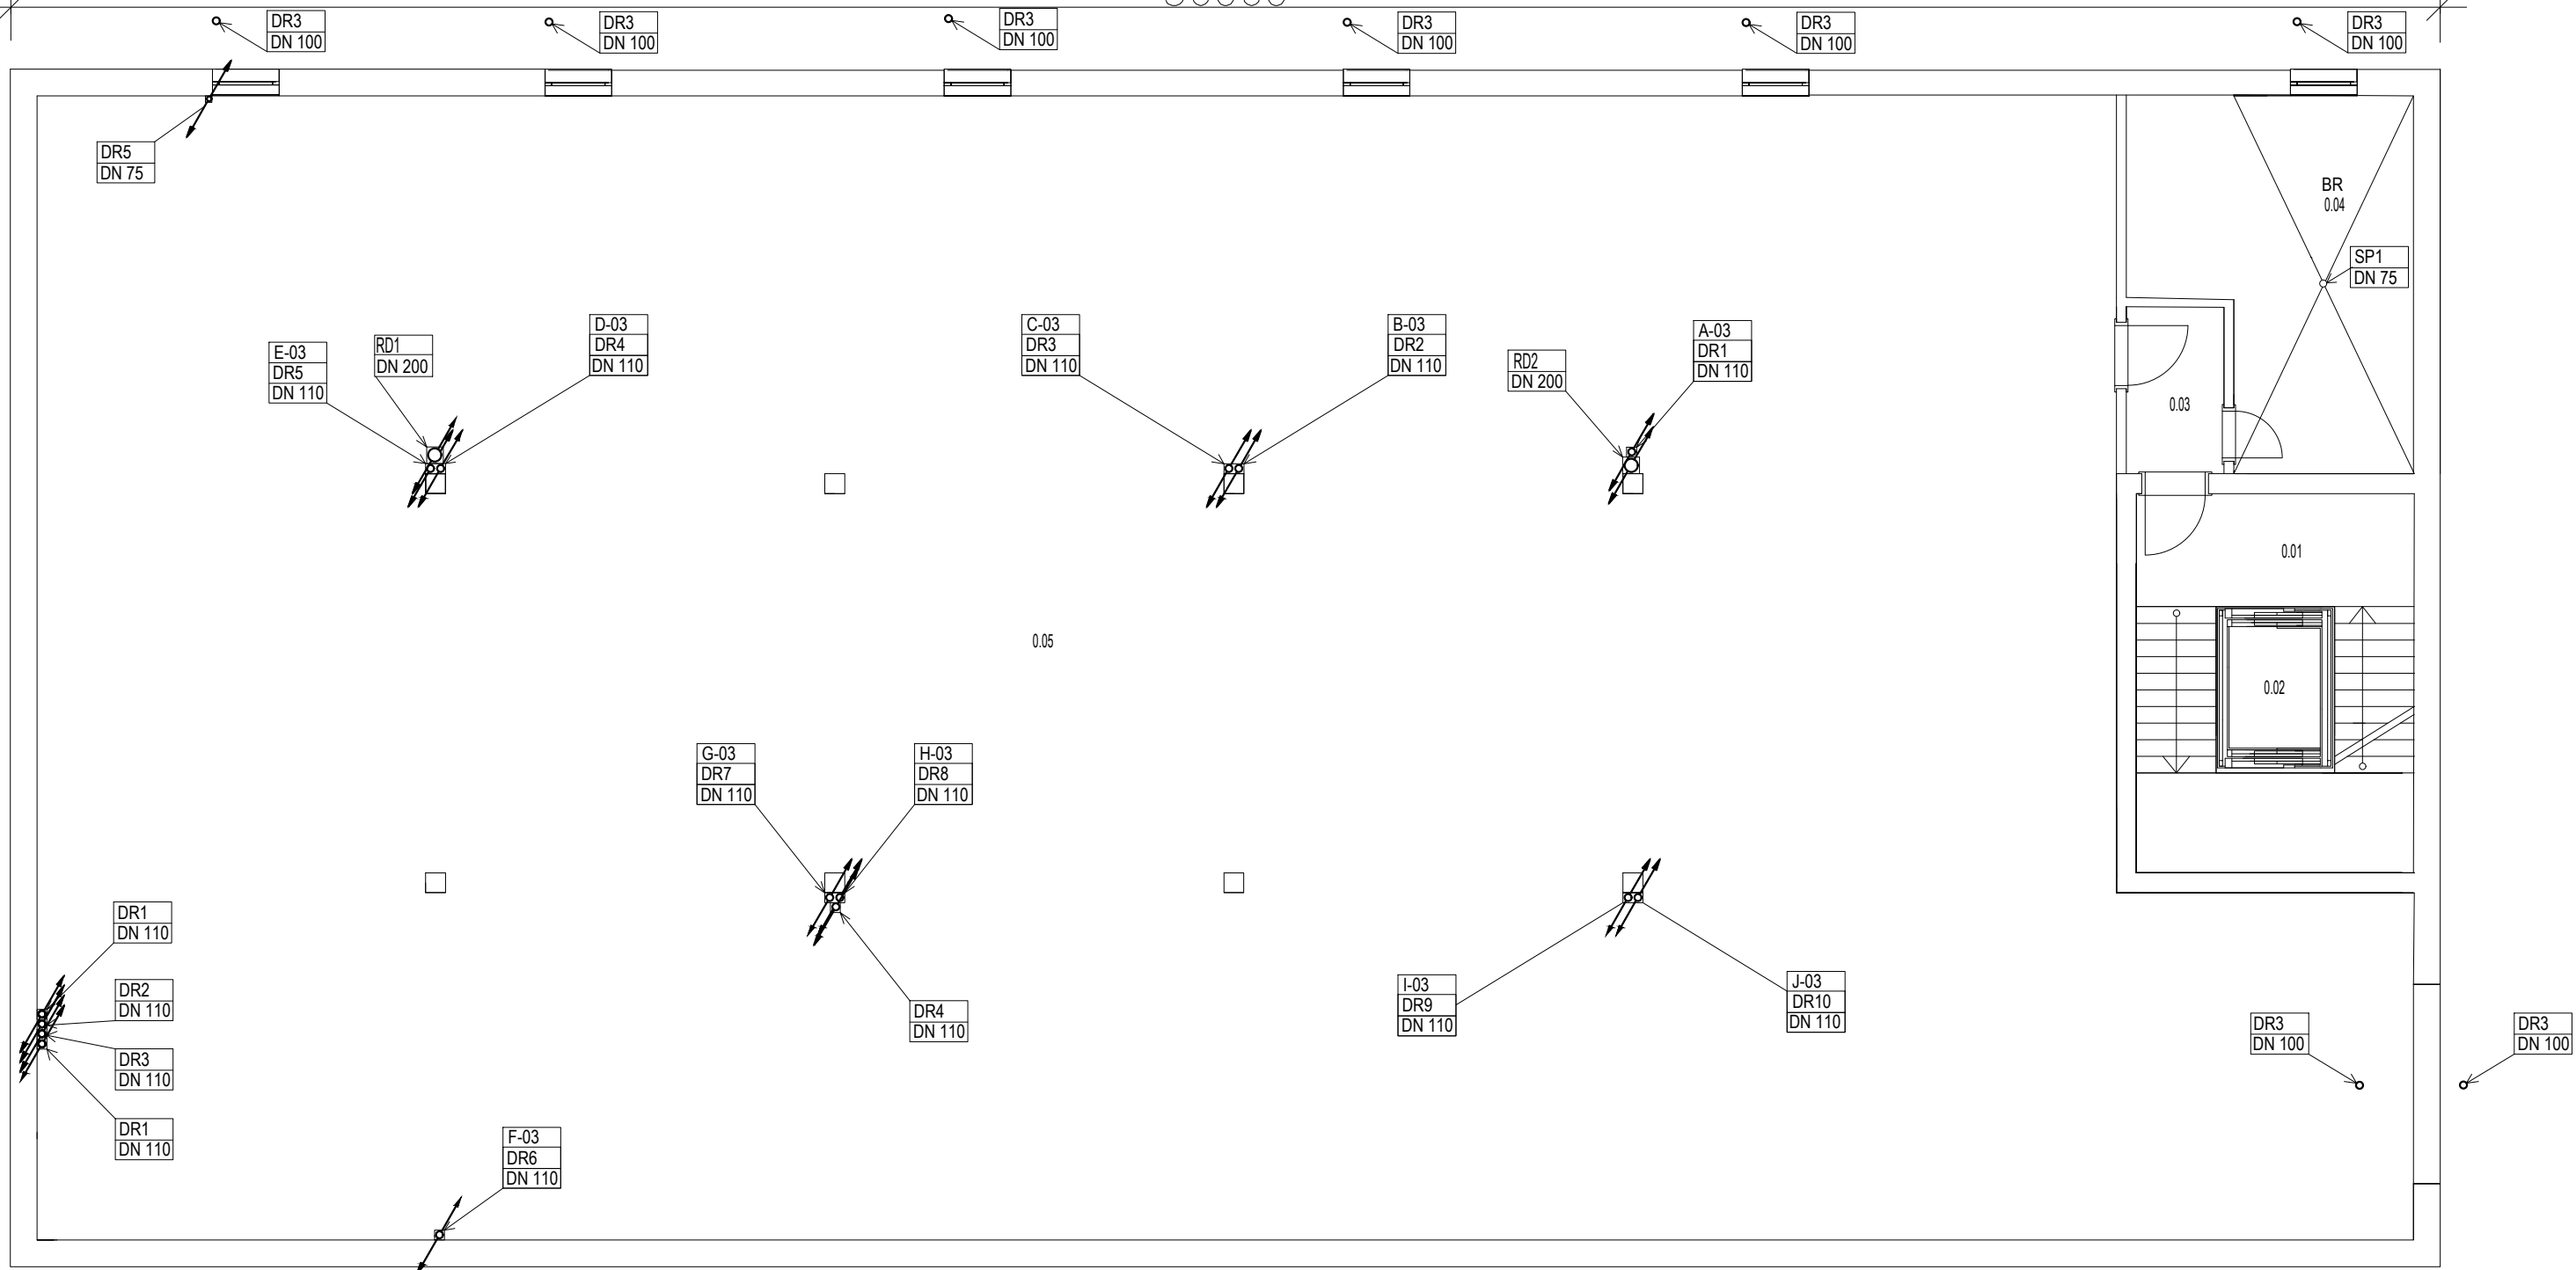 DR3
DN 100
DR3
DN 100
DR3
DN 100
DR3
DN 100
DR3
DN 100
DR3
DN 100
DR5
DN 75
BR
0.04
SP1
DN 75
E-03
DR5
DN 110
RD1
DN 200
D-03
DR4
DN 110
C-03
DR3
DN 110
B-03
DR2
DN 110
RD2
DN 200
A-03
DR1
DN 110
0.03
0.01
0.05
0.02
G-03
DR7
DN 110
H-03
DR8
DN 110
DR1
DN 110
DR2
DN 110
DR3
DN 110
DR1
DN 110
DR4
DN 110
I-03
DR9
DN 110
J-03
DR10
DN 110
DR3
DN 100
DR3
DN 100
F-03
DR6
DN 110